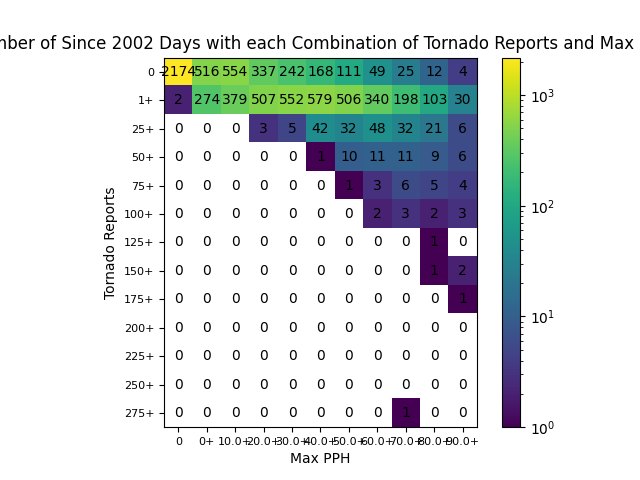 nber of Since 2002 Days with each Combination of Tornado Reports and Max
0 2174 516 554 337 242 168 111 49 25 12 4
1+ 2 274 379 507 552 579 506 340 198 103 30
25+ 0 0 0 3 5 42 32 48 32 21 6
50+ 0 0 0 0 0 1 10 11 11 9 6
75+ 0 0 0 0 0 0 1 3 6 5 4
100+ 0 0 0 0 0 0 0 2 3 2 3
125+ 0 0 0 0 0 0 0 0 0 1 0
150+ 0 0 0 0 0 0 0 0 0 1 2
175+ 0 0 0 0 0 0 0 0 0 0 1
200+ 0 0 0 0 0 0 0 0 0 0 0
225+ 0 0 0 0 0 0 0 0 0 0 0
250+ 0 0 0 0 0 0 0 0 0 0 0
275+ 0 0 0 0 0 0 0 0 1 0 0
0 0+ 10.0+ 20.0+ 30.0+ 40.0+ 50.0+ 60.0+ 70.0+ 80.0+ 90.0+
Max PPH
Tornado Reports
10³
10²
10¹
10⁰